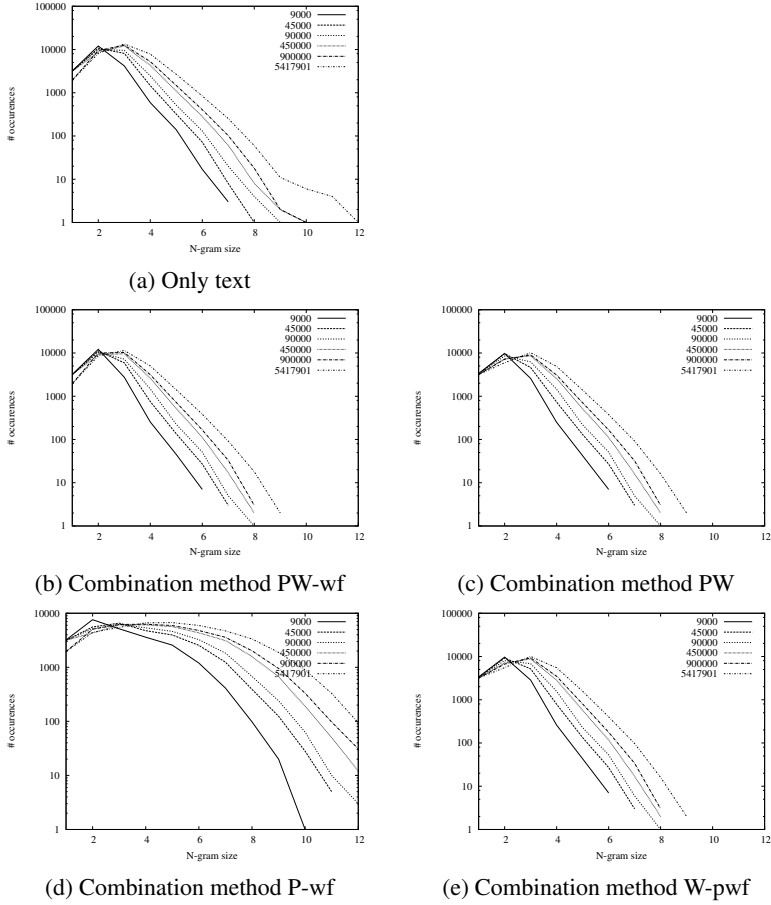 100000
10000
1000
100
10
1
# occurences
9000
45000
90000
450000
900000
5417901
2 4 6 8 10 12
N-gram size
(a) Only text
100000
10000
1000
100
10
1
# occurences
9000
45000
90000
450000
900000
5417901
2 4 6 8 10 12
N-gram size
(b) Combination method PW-wf
100000
10000
1000
100
10
1
# occurences
9000
45000
90000
450000
900000
5417901
2 4 6 8 10 12
N-gram size
(c) Combination method PW
10000
1000
100
10
1
# occurences
9000
45000
90000
450000
900000
5417901
2 4 6 8 10 12
N-gram size
(d) Combination method P-wf
100000
10000
1000
100
10
1
# occurences
9000
45000
90000
450000
900000
5417901
2 4 6 8 10 12
N-gram size
(e) Combination method W-pwf